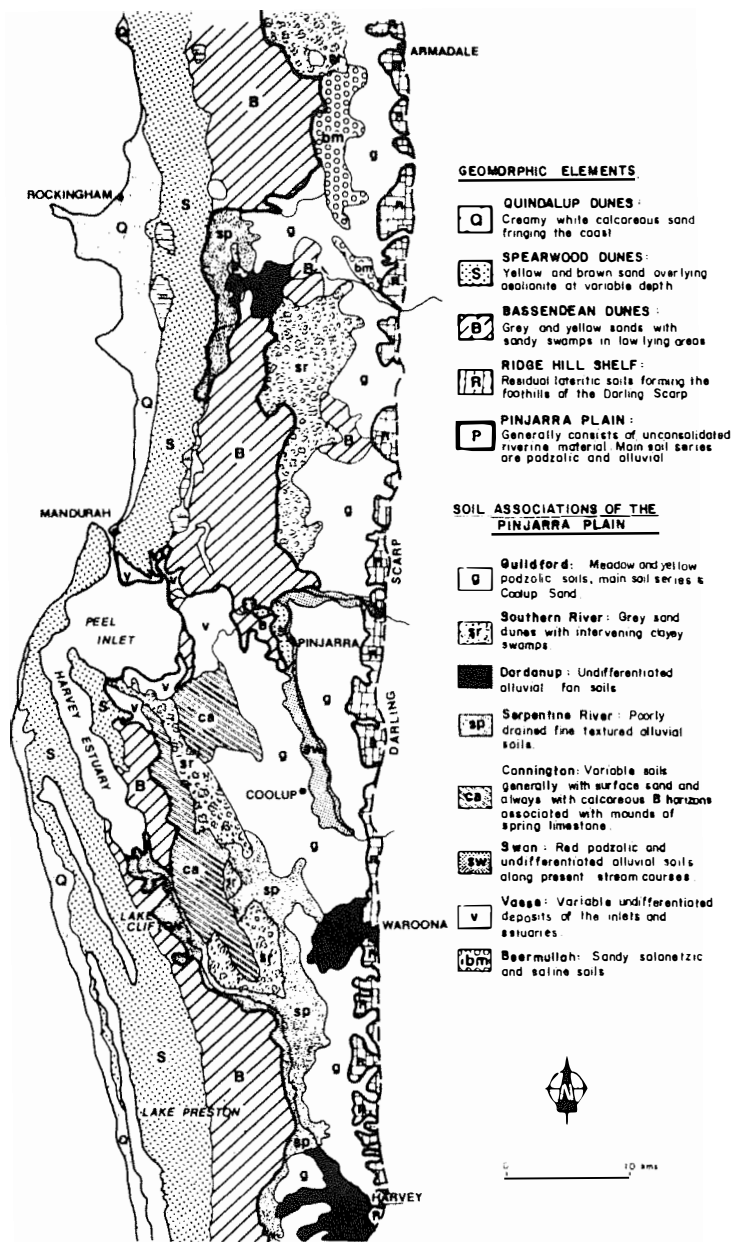 ARMADALE
ROCKINGHAM
MANDURAH
PEEL
INLET
HARVEY
ESTUARY
PINJARRA
SCARP
DARLING
COOLUP
WAROONA
LAKE
CLIFTON
LAKE PRESTON
HARVEY
Q
S
B
sr
bm
g
R
sp
v
ca
sw
GEOMORPHIC ELEMENTS
Q
QUINDALUP DUNES:
Creamy white calcareous sand
fringing the coast
S
SPEARWOOD DUNES:
Yellow and brown sand overlying
aeolianite at variable depth
B
BASSENDEAN DUNES:
Grey and yellow sands with
sandy swamps in low lying areas
R
RIDGE HILL SHELF:
Residual lateritic soils forming the
foothills of the Darling Scarp
P
PINJARRA PLAIN:
Generally consists of unconsolidated
riverine material. Main soil series
are podzolic and alluvial
SOIL ASSOCIATIONS OF THE
PINJARRA PLAIN
g
Guildford: Meadow and yellow
podzolic soils, main soil series is
Coolup Sand.
sr
Southern River: Grey sand
dunes with intervening clayey
swamps.
Dardanup: Undifferentiated
alluvial fan soils
sp
Serpentine River: Poorly
drained fine textured alluvial
soils.
ca
Cannington: Variable soils
generally with surface sand and
always with calcareous B horizons
associated with mounds of
spring limestone.
sw
Swan: Red podzolic and
undifferentiated alluvial soils
along present stream courses.
v
Vasse: Variable undifferentiated
deposits of the inlets and
estuaries.
bm
Beermullah: Sandy solonetzic
and saline soils
N
0 10 kms